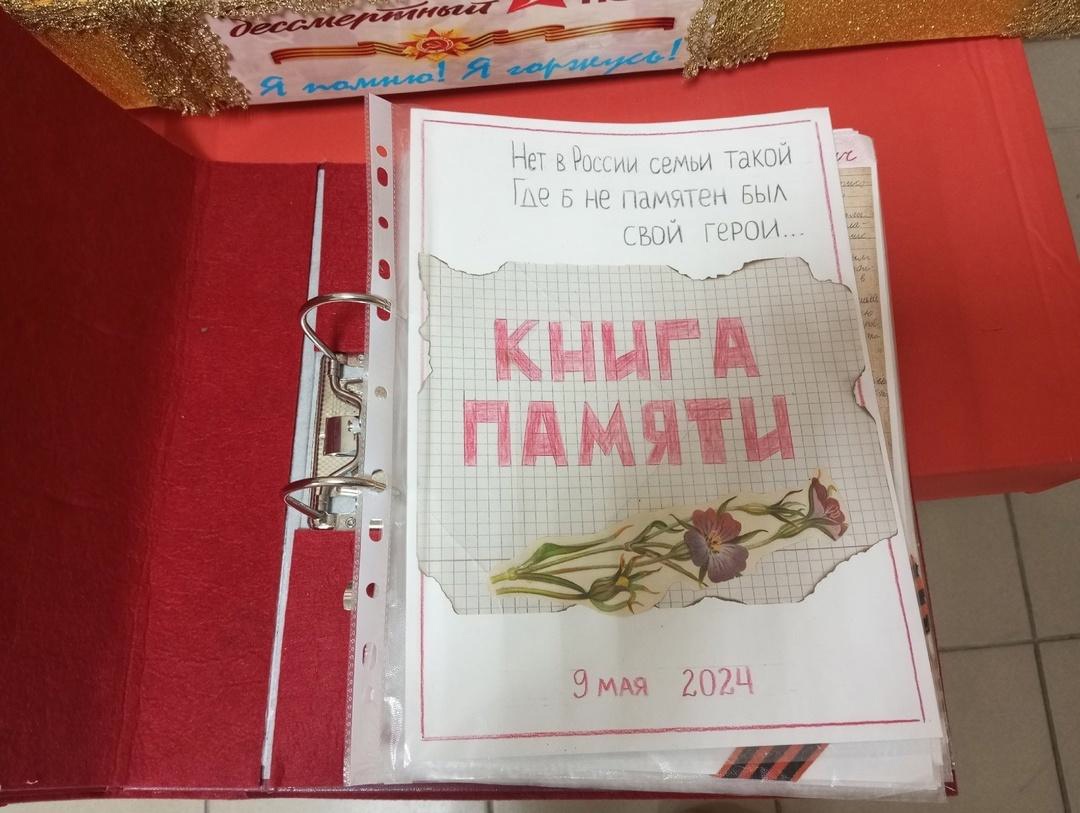 бессмертный
Я помню! Я горжусь!
Нет в России семьи такой
Где б не памятен был
свой герои...
КНИГА
ПАМЯТИ
9 мая 2024